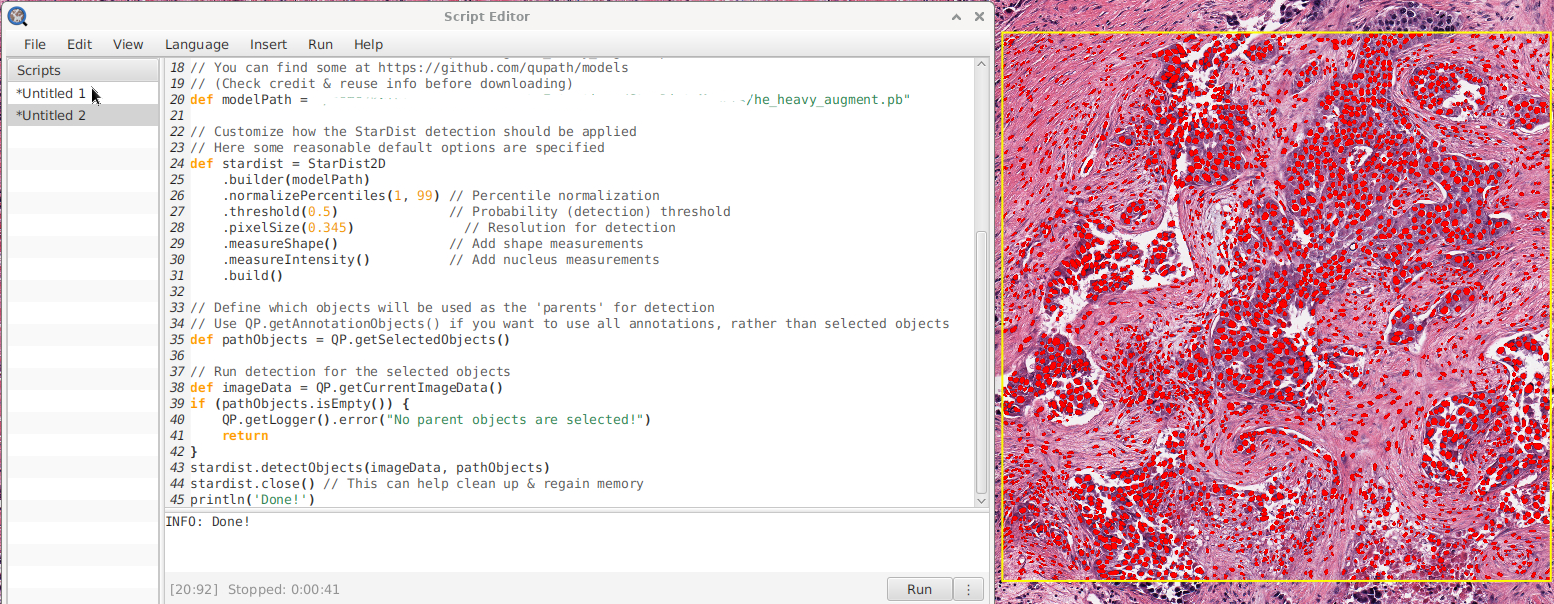 Script Editor
File Edit View Language Insert Run Help
Scripts
*Untitled 1
*Untitled 2
18 // You can find some at https://github.com/qupath/models
19 // (Check credit & reuse info before downloading)
20 def modelPath = /he_heavy_augment.pb"
21
22 // Customize how the StarDist detection should be applied
23 // Here some reasonable default options are specified
24 def stardist = StarDist2D
25 .builder(modelPath)
26 .normalizePercentiles(1, 99) // Percentile normalization
27 .threshold(0.5) // Probability (detection) threshold
28 .pixelSize(0.345) // Resolution for detection
29 .measureShape() // Add shape measurements
30 .measureIntensity() // Add nucleus measurements
31 .build()
32
33 // Define which objects will be used as the 'parents' for detection
34 // Use QP.getAnnotationObjects() if you want to use all annotations, rather than selected objects
35 def pathObjects = QP.getSelectedObjects()
36
37 // Run detection for the selected objects
38 def imageData = QP.getCurrentImageData()
39 if (pathObjects.isEmpty()) {
40 QP.getLogger().error("No parent objects are selected!")
41 return
42 }
43 stardist.detectObjects(imageData, pathObjects)
44 stardist.close() // This can help clean up & regain memory
45 println('Done!')
INFO: Done!
[20:92] Stopped: 0:00:41
Run